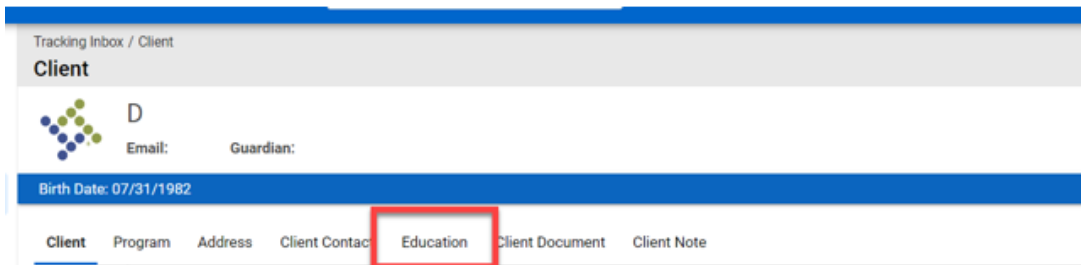 Tracking Inbox / Client
Client
D
Email: Guardian:
Birth Date: 07/31/1982
Client Program Address Client Contact Education Client Document Client Note